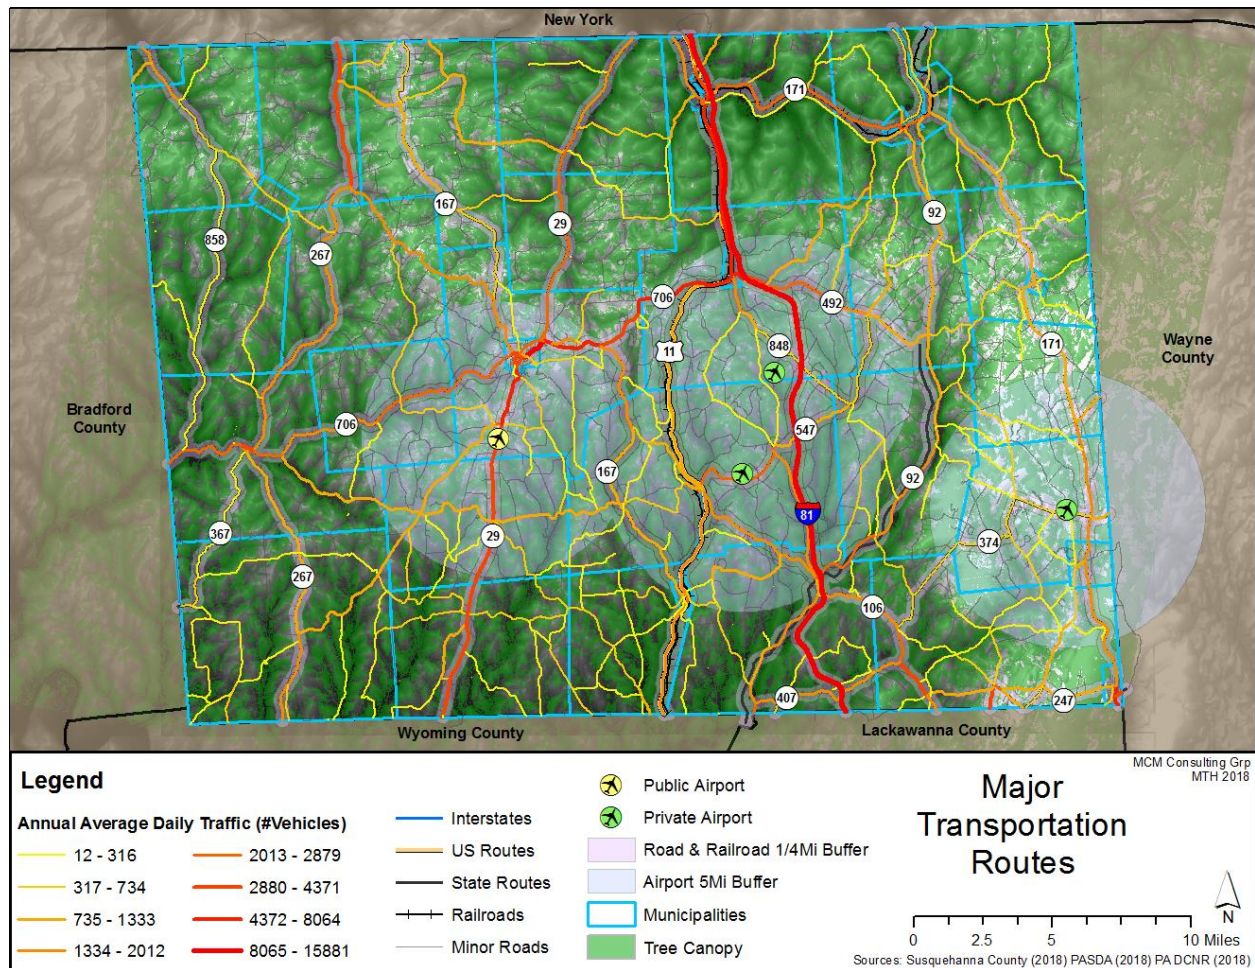 New York
171
167
29
92
858
267
706
492
11
848
171
Wayne
County
Bradford
County
706
547
167
92
81
367
29
374
267
106
407
247
Wyoming County
Lackawanna County
MCM Consulting Grp
MTH 2018
Legend
Annual Average Daily Traffic (#Vehicles)
12 - 316
317 - 734
735 - 1333
1334 - 2012
2013 - 2879
2880 - 4371
4372 - 8064
8065 - 15881
Interstates
US Routes
State Routes
Railroads
Minor Roads
Public Airport
Private Airport
Road & Railroad 1/4Mi Buffer
Airport 5Mi Buffer
Municipalities
Tree Canopy
Major
Transportation
Routes
N
0 2.5 5 10 Miles
Sources: Susquehanna County (2018) PASDA (2018) PA DCNR (2018)